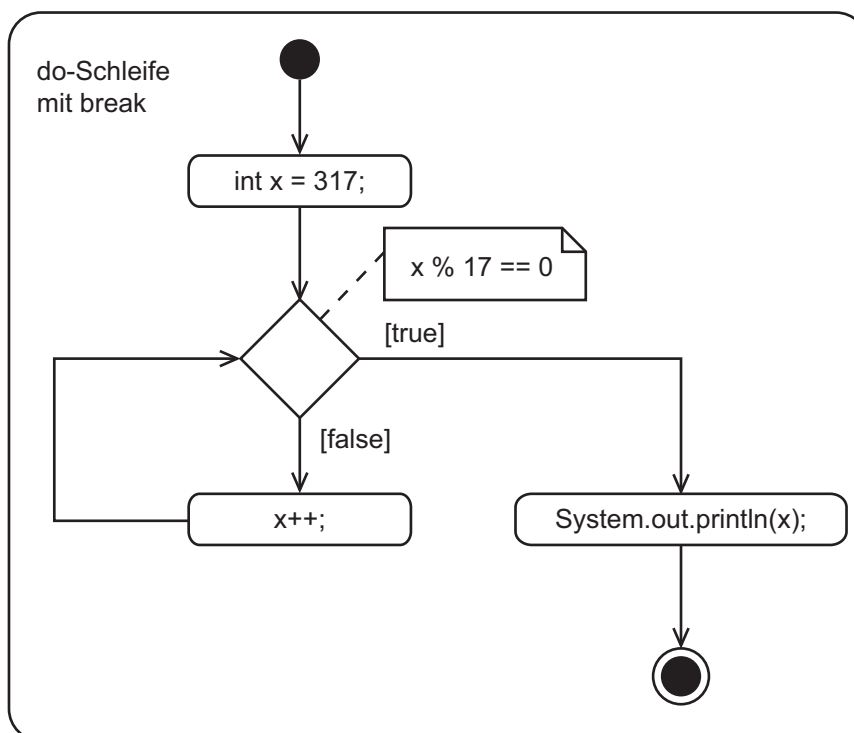 do-Schleife
mit break
int x = 317;
x % 17 == 0
[true]
[false]
x++;
System.out.println(x);